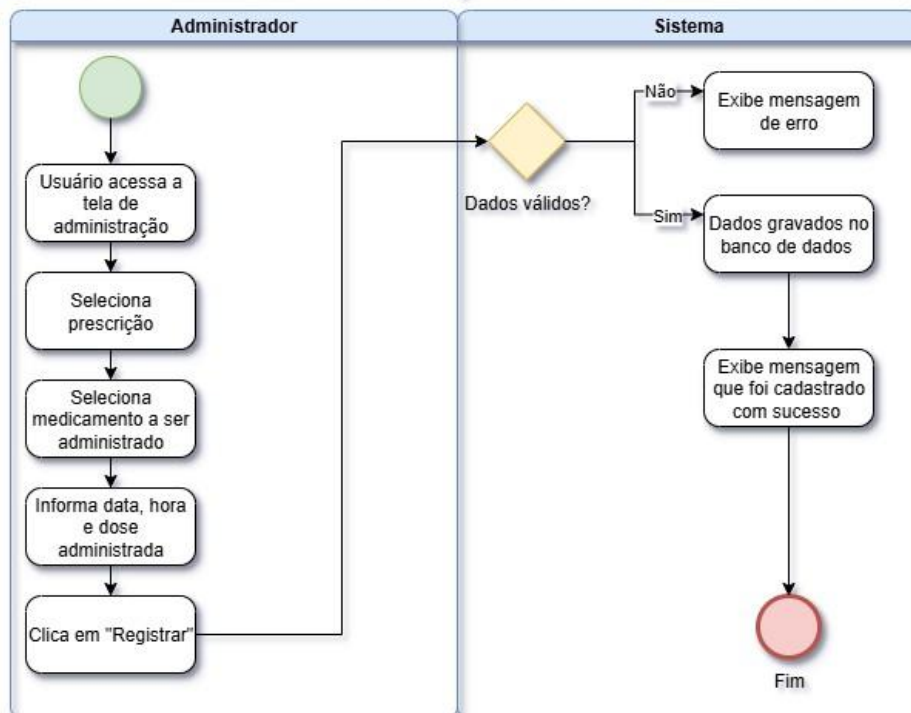 Administrador
Sistema
Usuário acessa a
tela de
administração
Seleciona
prescrição
Seleciona
medicamento a ser
administrado
Informa data, hora
e dose
administrada
Clica em "Registrar"
Dados válidos?
Não
Exibe mensagem
de erro
Sim
Dados gravados no
banco de dados
Exibe mensagem
que foi cadastrado
com sucesso
Fim